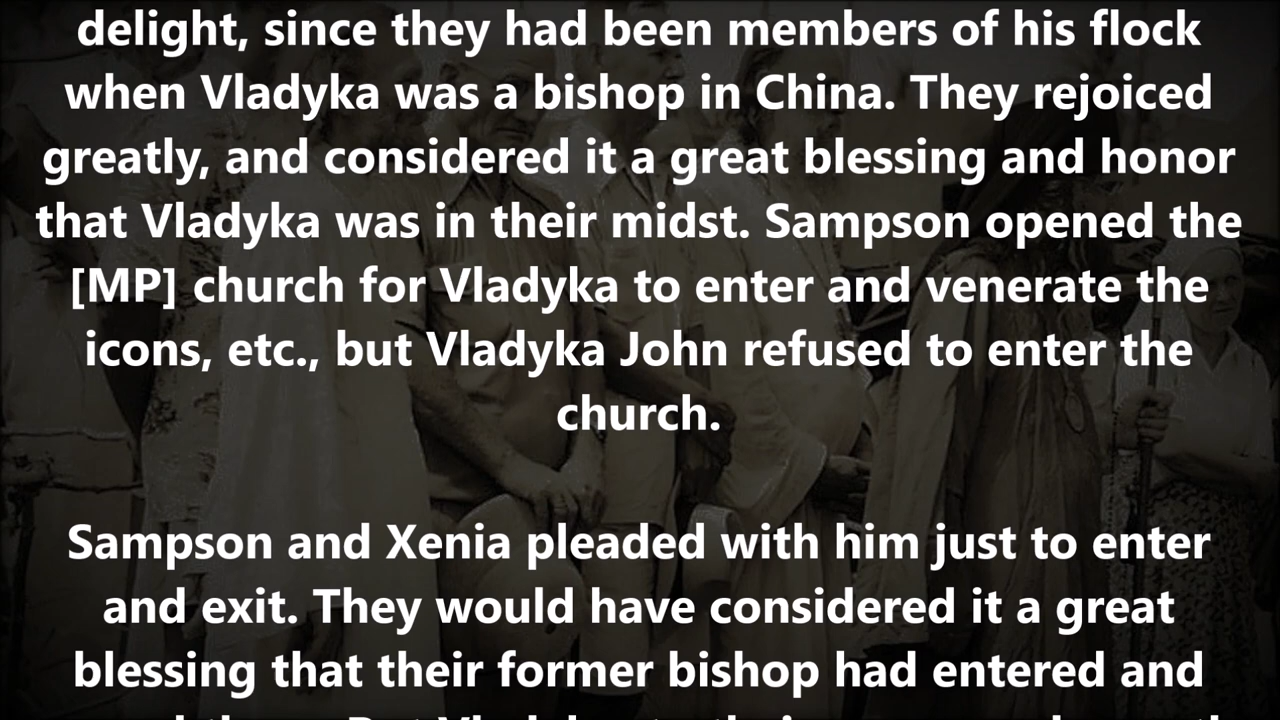 delight, since they had been members of his flock
when Vladyka was a bishop in China. They rejoiced
greatly, and considered it a great blessing and honor
that Vladyka was in their midst. Sampson opened the
[MP] church for Vladyka to enter and venerate the
icons, etc., but Vladyka John refused to enter the
church.
Sampson and Xenia pleaded with him just to enter
and exit. They would have considered it a great
blessing that their former bishop had entered and